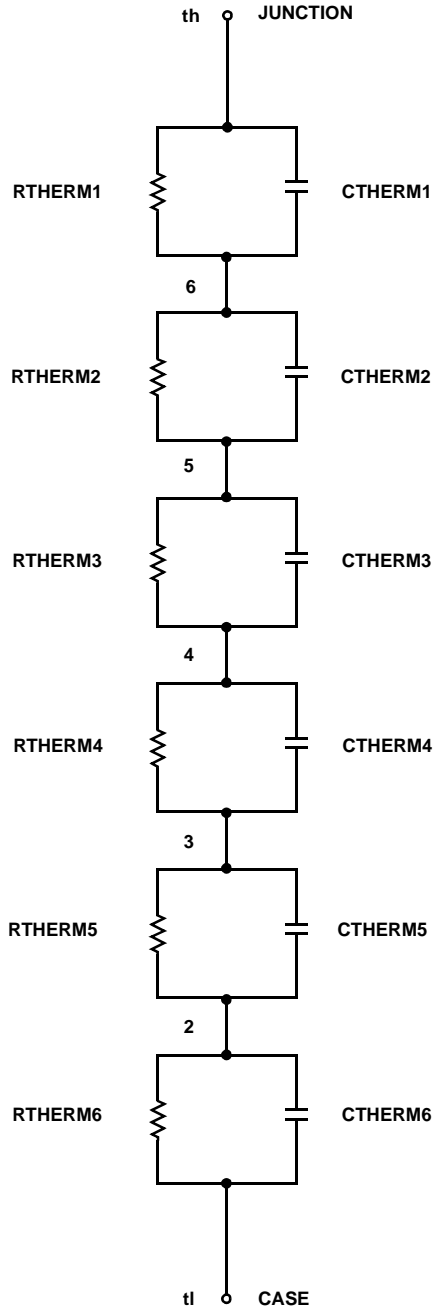 th JUNCTION
RTHERM1 CTHERM1
6
RTHERM2 CTHERM2
5
RTHERM3 CTHERM3
4
RTHERM4 CTHERM4
3
RTHERM5 CTHERM5
2
RTHERM6 CTHERM6
tl CASE